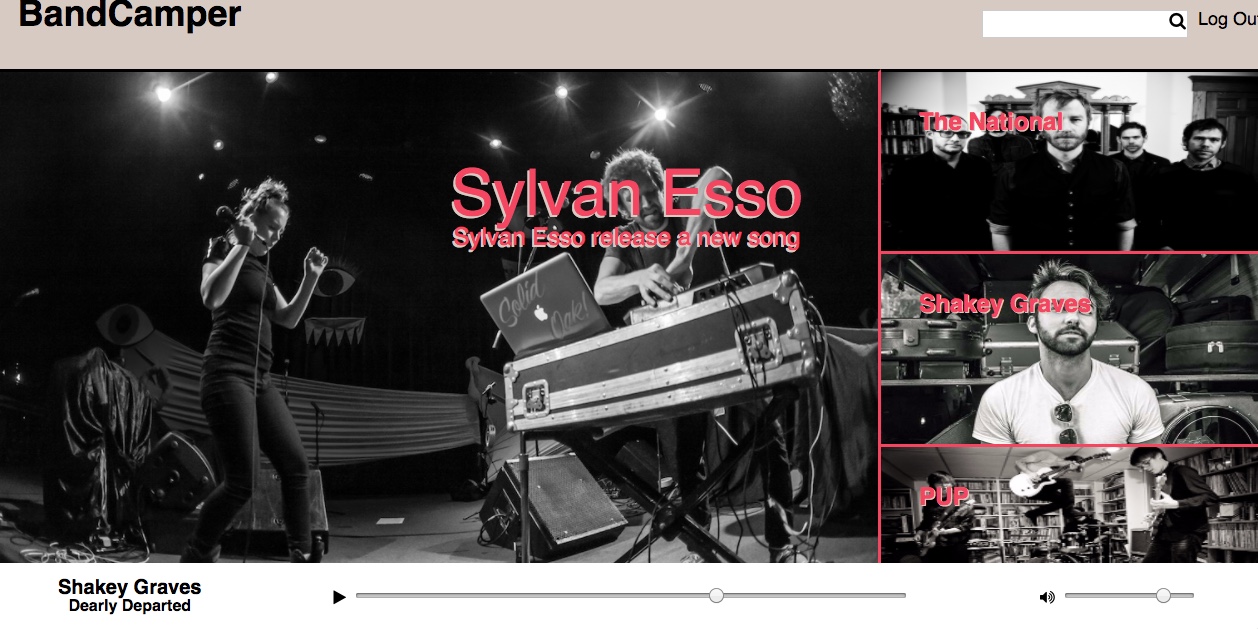 BandCamper
Log Ou
Sylvan Esso
Sylvan Esso release a new song
Solid
Oak!
The National
Shakey Graves
PUP
Shakey Graves
Dearly Departed